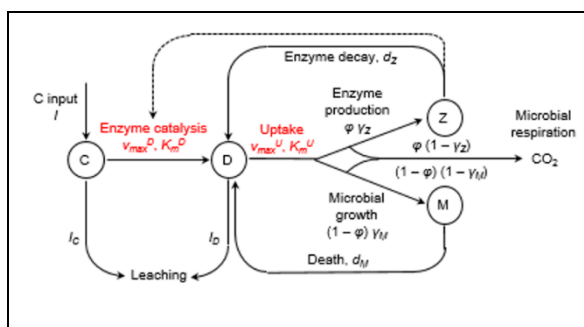 Enzyme decay, dZ
C input
I
Enzyme catalysis
vmaxᴰ, Kmᴰ
Uptake
vmaxᵁ, Kmᵁ
Enzyme
production
φ γZ
Z
Microbial
respiration
φ (1 − γZ)
C
D
CO₂
(1 − φ) (1 − γM)
Microbial
growth
(1 − φ) γM
M
lC
lD
Leaching
Death, dM